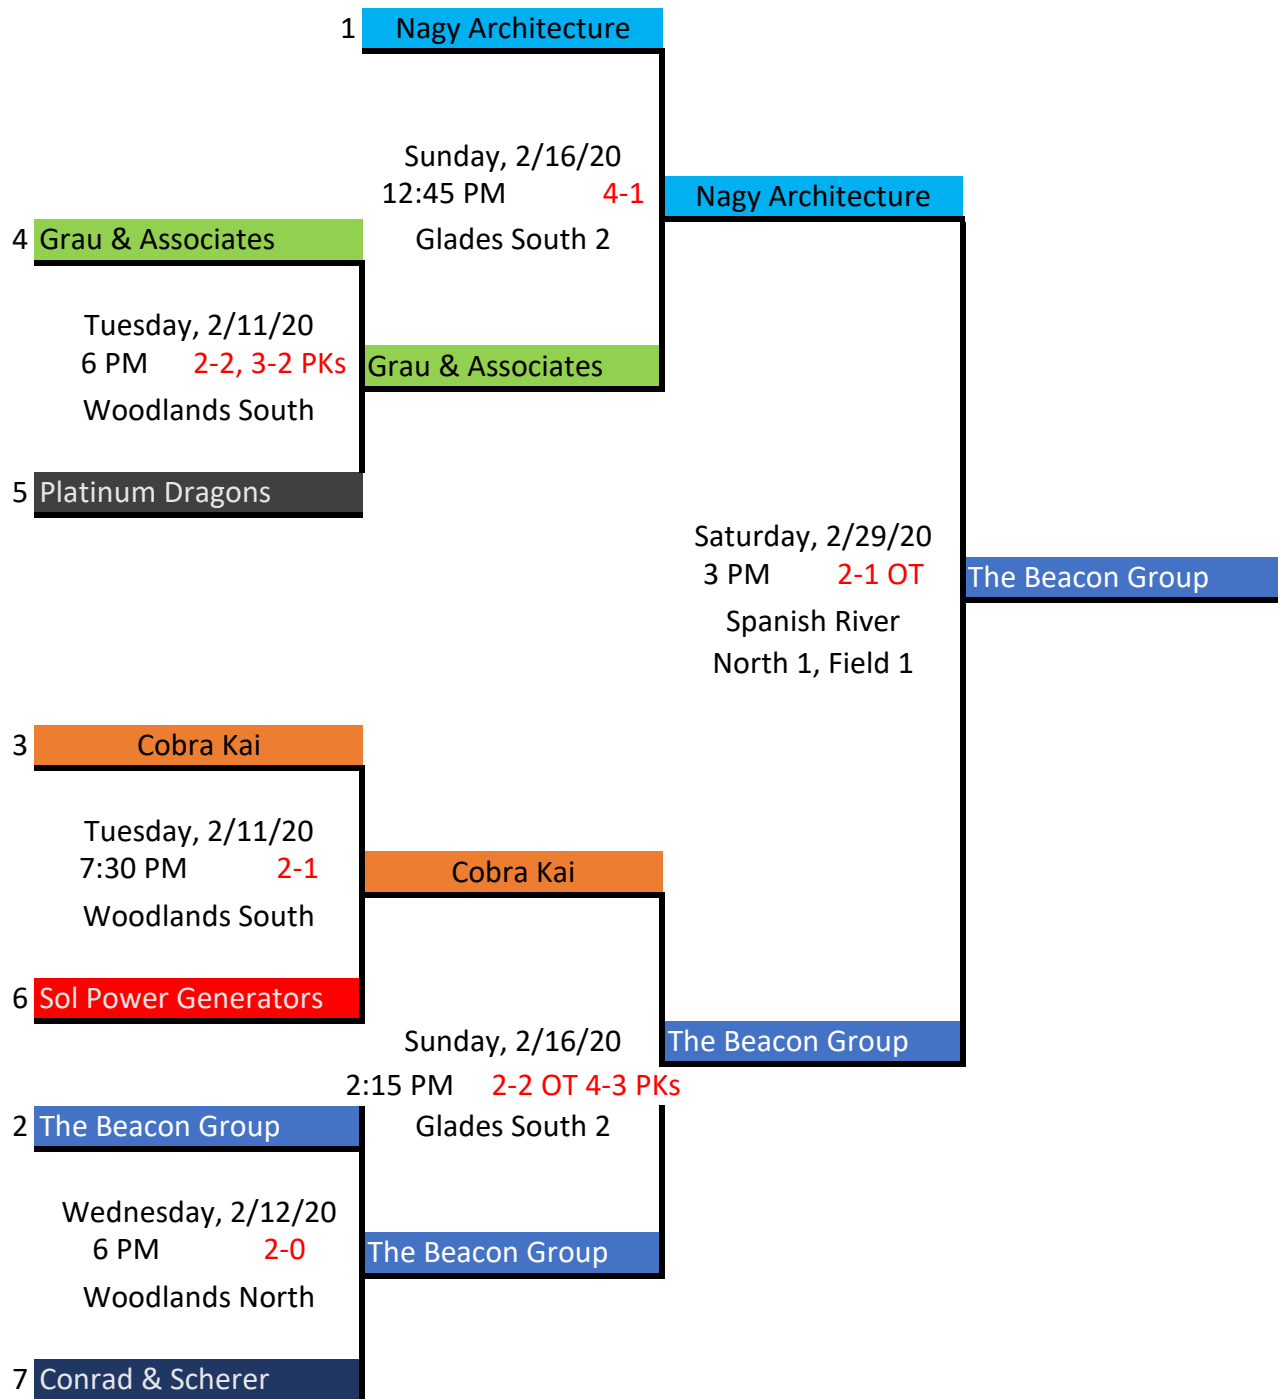 1 Nagy Architecture
Sunday, 2/16/20
12:45 PM 4-1
Nagy Architecture
4 Grau & Associates
Glades South 2
Tuesday, 2/11/20
6 PM 2-2, 3-2 PKs
Grau & Associates
Woodlands South
5 Platinum Dragons
Saturday, 2/29/20
3 PM 2-1 OT
The Beacon Group
Spanish River
North 1, Field 1
3 Cobra Kai
Tuesday, 2/11/20
7:30 PM 2-1
Cobra Kai
Woodlands South
6 Sol Power Generators
Sunday, 2/16/20
The Beacon Group
2:15 PM 2-2 OT 4-3 PKs
2 The Beacon Group
Glades South 2
Wednesday, 2/12/20
6 PM 2-0
The Beacon Group
Woodlands North
7 Conrad & Scherer